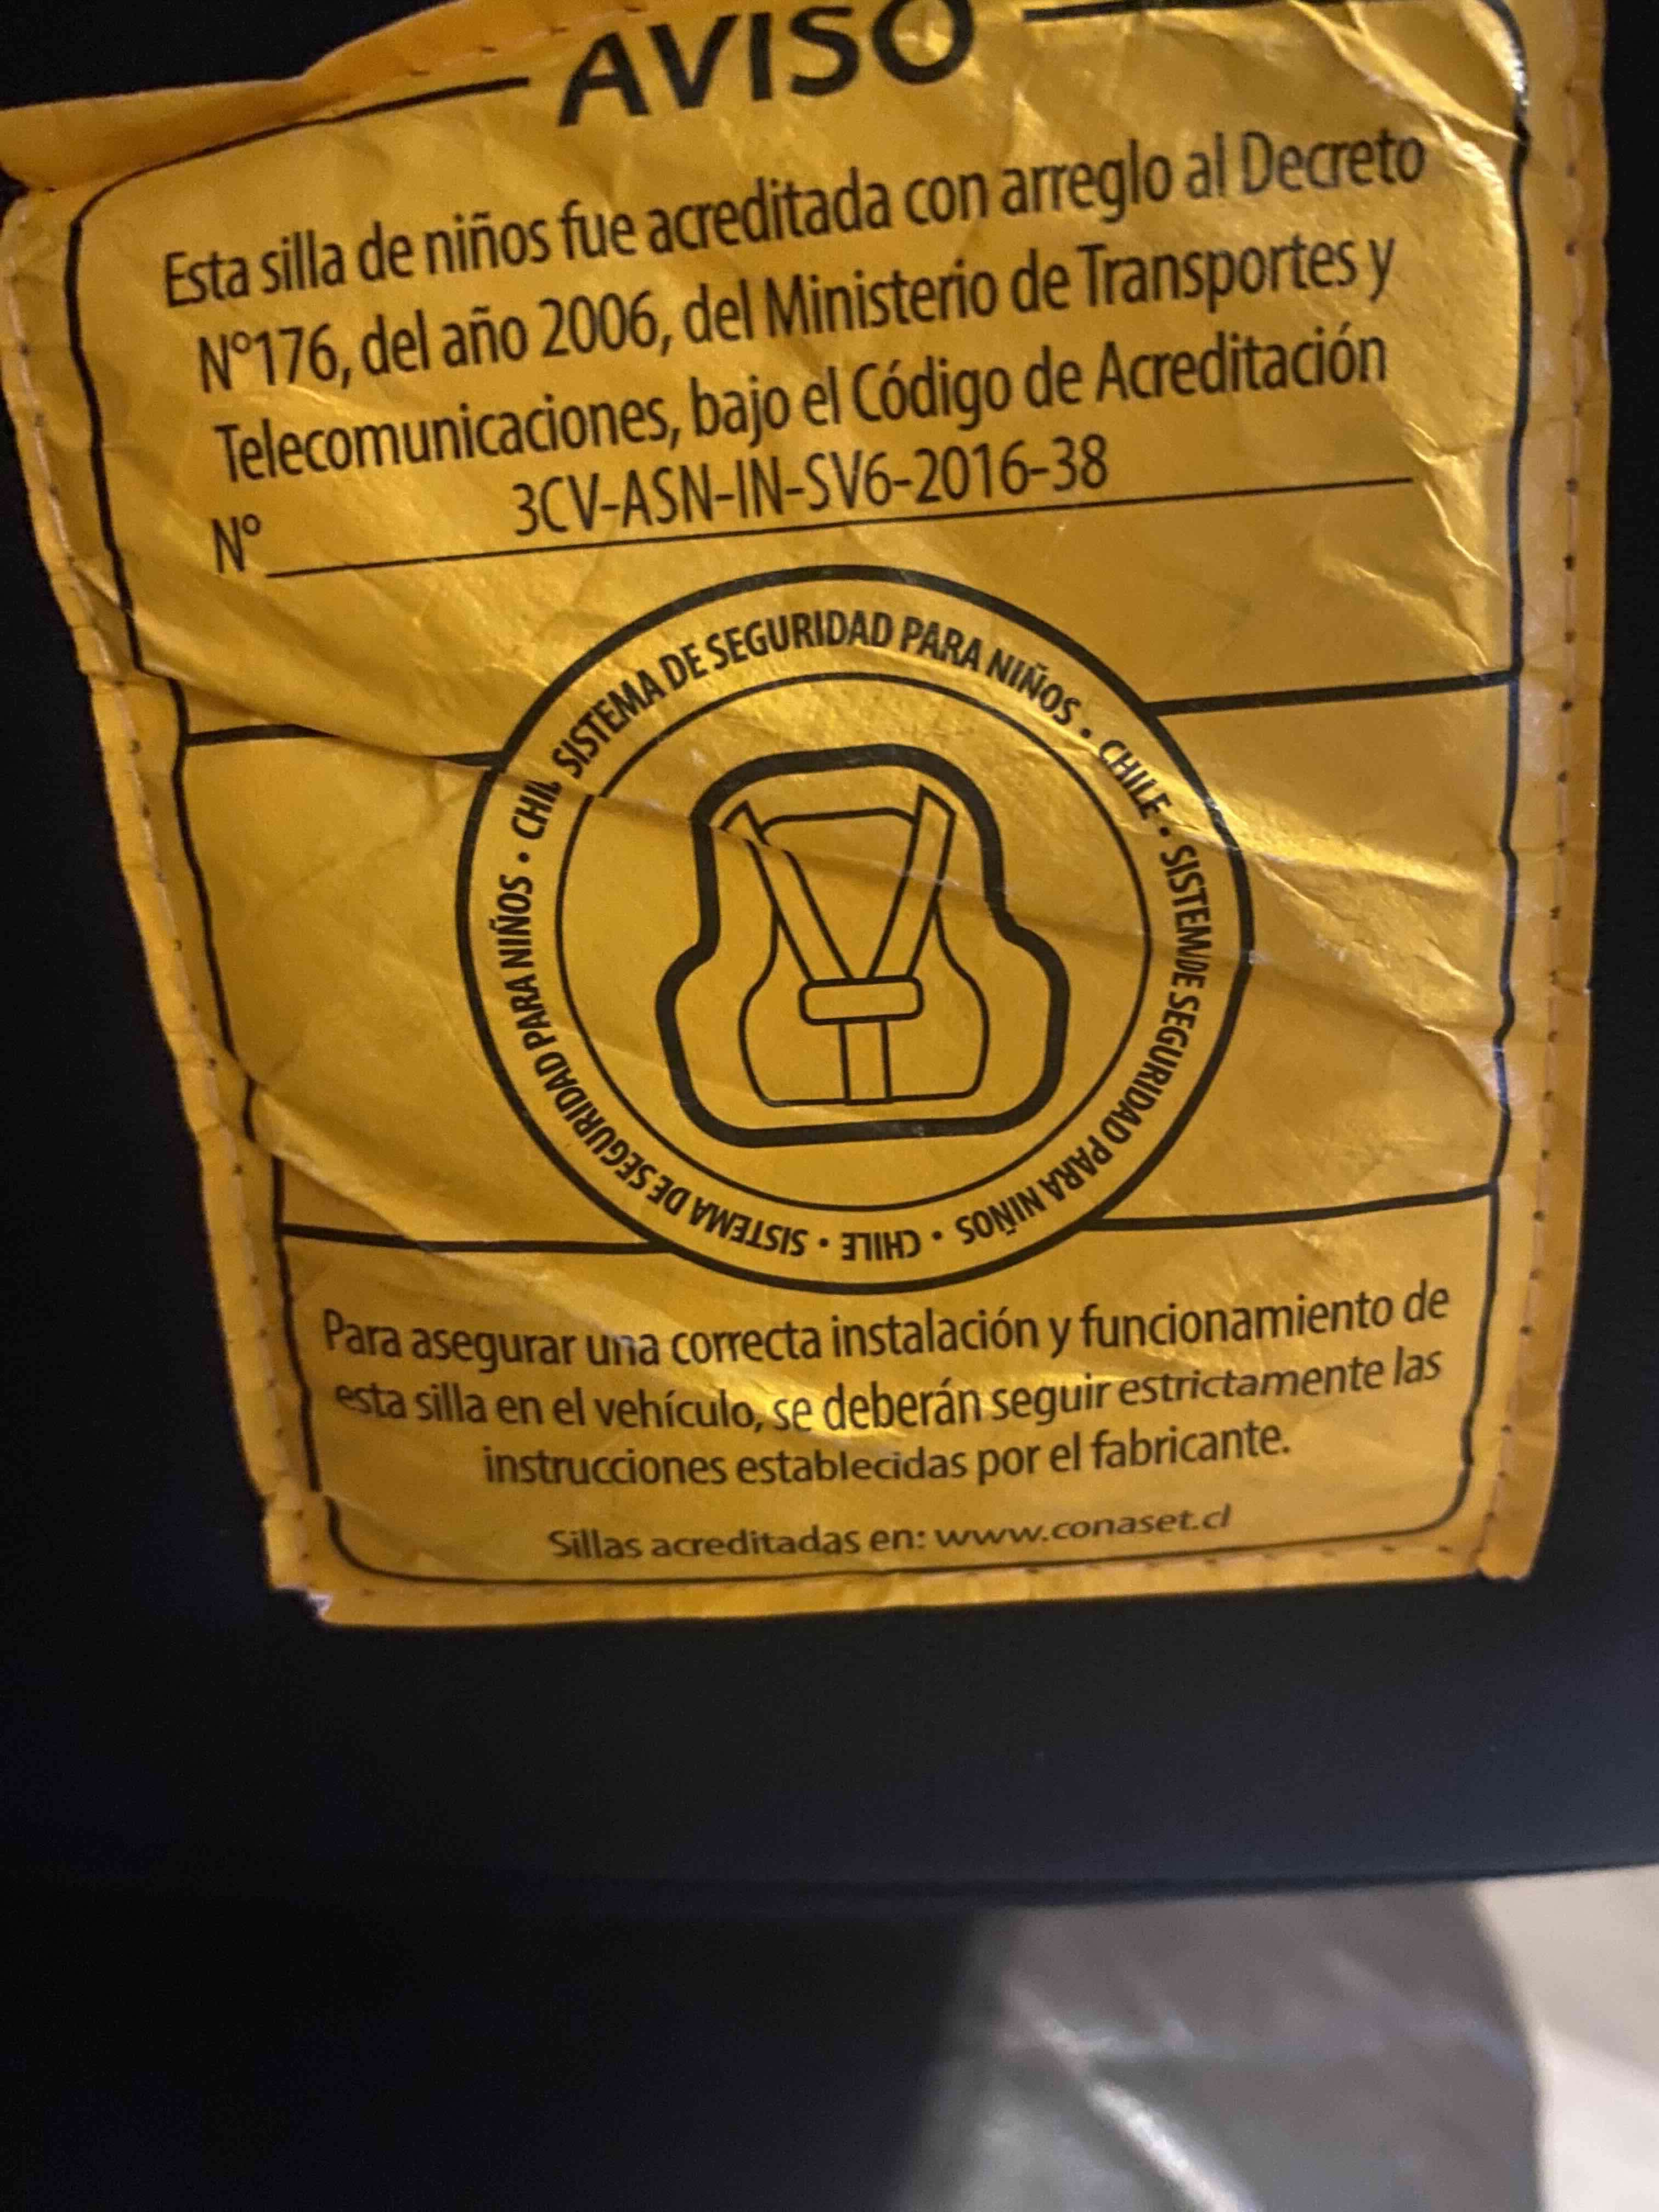 AVISO
Esta silla de niños fue acreditada con arreglo al Decreto
N°176, del año 2006, del Ministerio de Transportes y
Telecomunicaciones, bajo el Código de Acreditación
N° 3CV-ASN-IN-SV6-2016-38
SISTEMA DE SEGURIDAD PARA NIÑOS • CHILE • SISTEM DE SEGURIDAD PARA NIÑOS • CHILE • SISTEMA DE SEGURIDAD PARA NIÑOS • CHIL
Para asegurar una correcta instalación y funcionamiento de
esta silla en el vehículo, se deberán seguir estrictamente las
instrucciones establecidas por el fabricante.
Sillas acreditadas en: www.conaset.cl